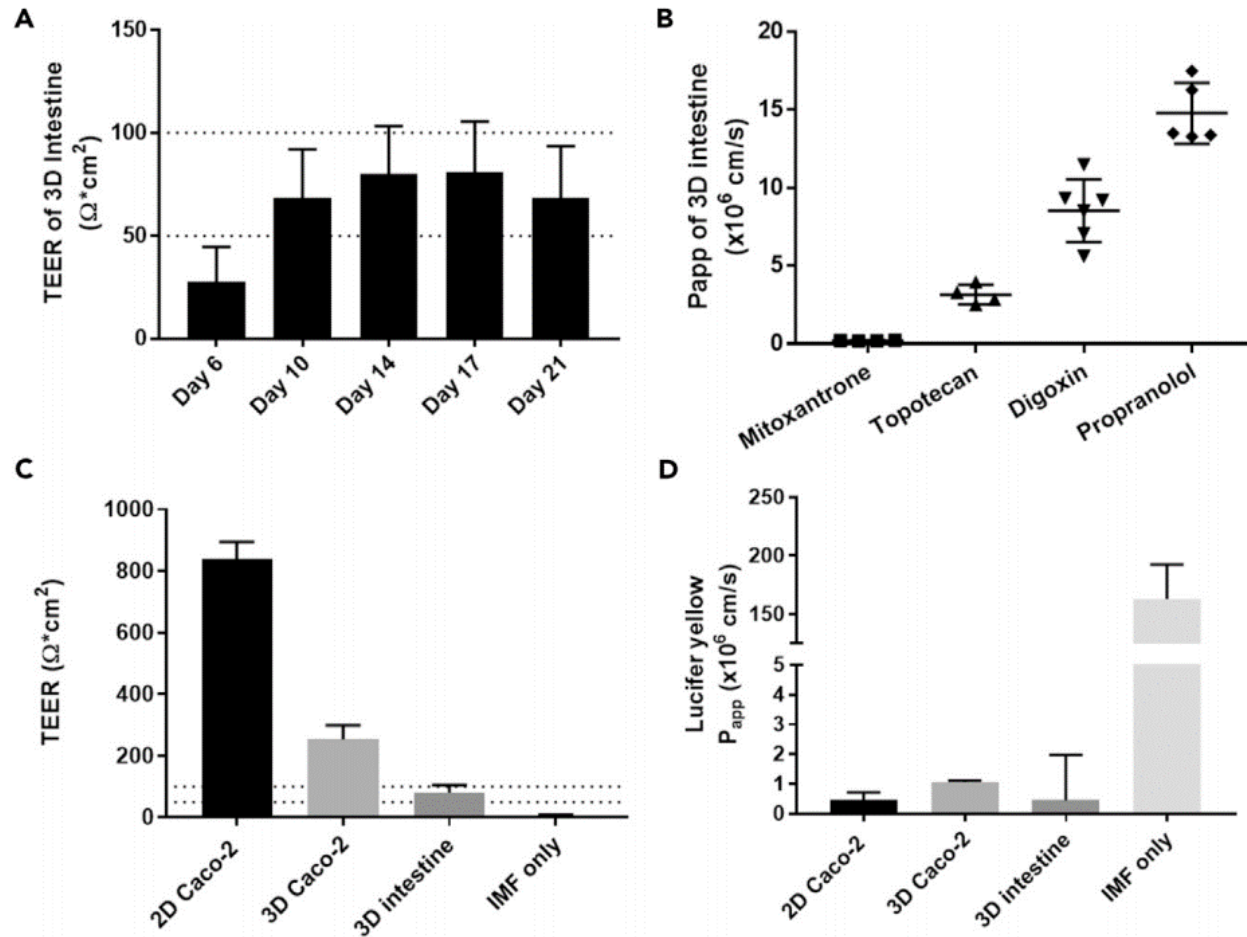 A
TEER of 3D Intestine
(Ω*cm2)
150
100
50
0
Day 6
Day 10
Day 14
Day 17
Day 21
B
Papp of 3D intestine
(x10⁶ cm/s)
20
15
10
5
0
Mitoxantrone
Topotecan
Digoxin
Propranolol
C
TEER (Ω*cm²)
1000
800
600
400
200
0
2D Caco-2
3D Caco-2
3D intestine
IMF only
D
Lucifer yellow
Papp (x10⁶ cm/s)
250
200
150
5
4
3
2
1
0
2D Caco-2
3D Caco-2
3D intestine
IMF only